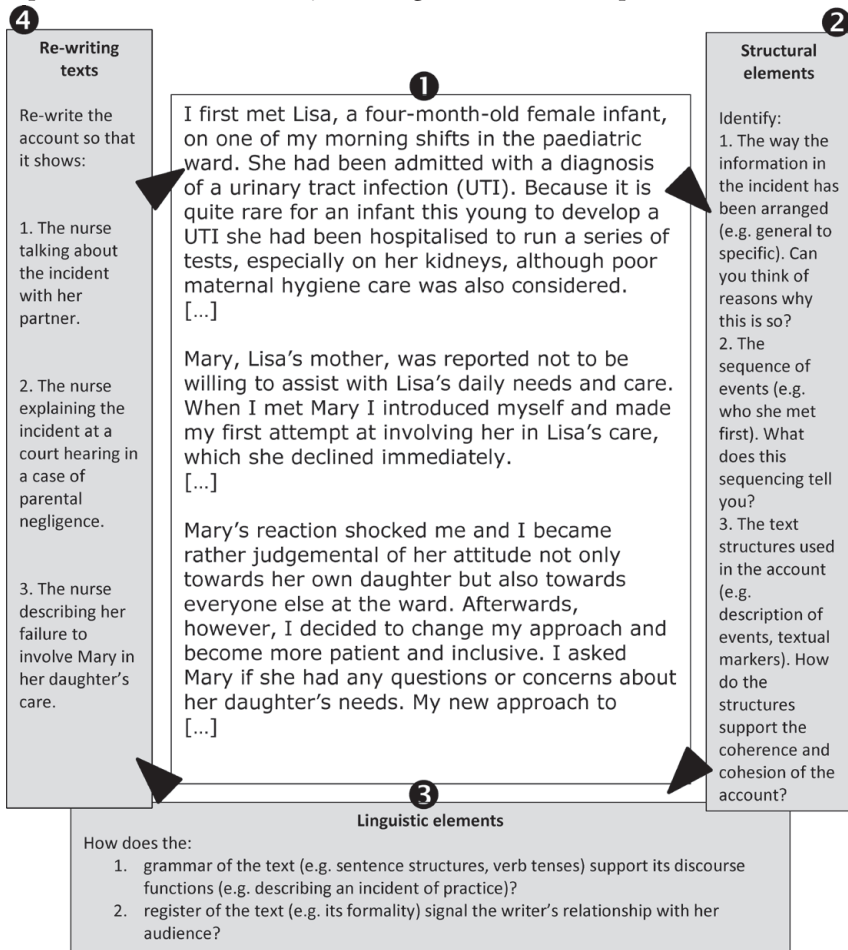 ❶
I first met Lisa, a four-month-old female infant,
on one of my morning shifts in the paediatric
ward. She had been admitted with a diagnosis
of a urinary tract infection (UTI). Because it is
quite rare for an infant this young to develop a
UTI she had been hospitalised to run a series of
tests, especially on her kidneys, although poor
maternal hygiene care was also considered.
[...]
Mary, Lisa’s mother, was reported not to be
willing to assist with Lisa’s daily needs and care.
When I met Mary I introduced myself and made
my first attempt at involving her in Lisa’s care,
which she declined immediately.
[...]
Mary’s reaction shocked me and I became
rather judgemental of her attitude not only
towards her own daughter but also towards
everyone else at the ward. Afterwards,
however, I decided to change my approach and
become more patient and inclusive. I asked
Mary if she had any questions or concerns about
her daughter’s needs. My new approach to
[...]
❷
Structural
elements
Identify:
1. The way the
information in
the incident has
been arranged
(e.g. general to
specific). Can
you think of
reasons why
this is so?
2. The
sequence of
events (e.g.
who she met
first). What
does this
sequencing tell
you?
3. The text
structures used
in the account
(e.g.
description of
events, textual
markers). How
do the
structures
support the
coherence and
cohesion of the
account?
❸
Linguistic elements
How does the:
1. grammar of the text (e.g. sentence structures, verb tenses) support its discourse
functions (e.g. describing an incident of practice)?
2. register of the text (e.g. its formality) signal the writer’s relationship with her
audience?
❹
Re-writing
texts
Re-write the
account so that
it shows:
1. The nurse
talking about
the incident
with her
partner.
2. The nurse
explaining the
incident at a
court hearing in
a case of
parental
negligence.
3. The nurse
describing her
failure to
involve Mary in
her daughter’s
care.